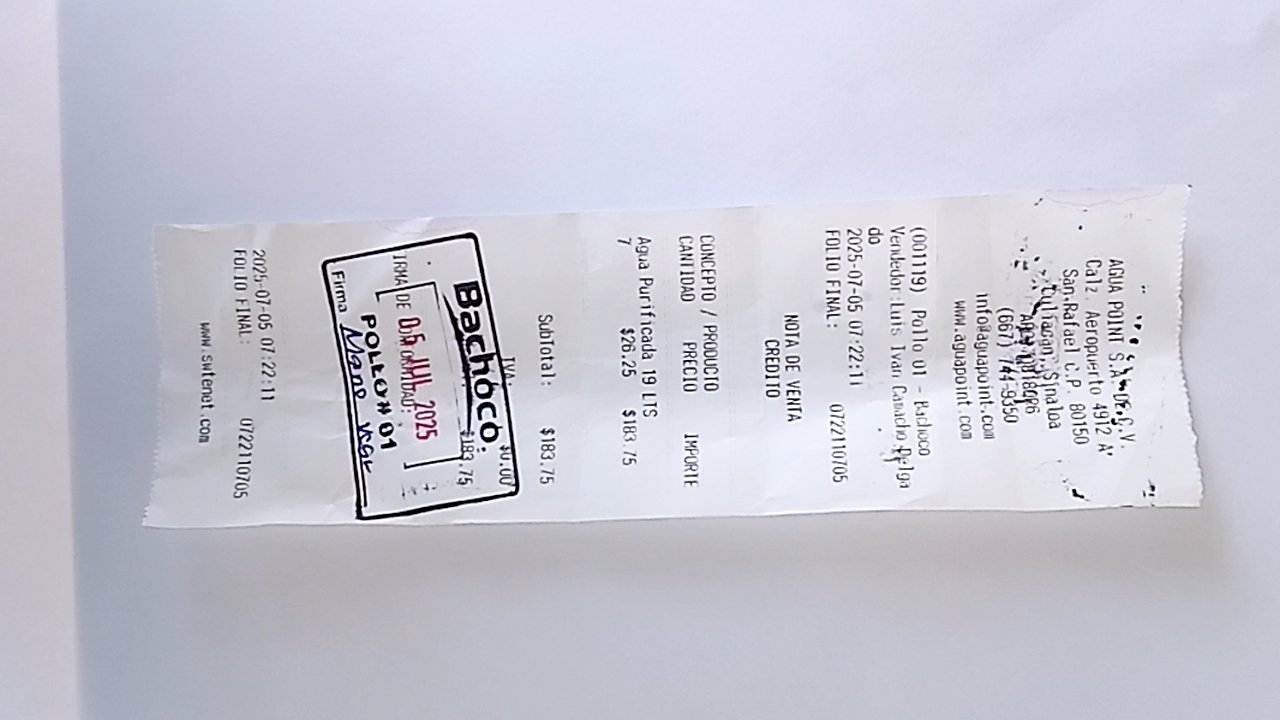 AGUA POINT S.A. DE C.V.
Calz. Aeropuerto 4912 A
San Rafael C.P. 80150
Culiacan, Sinaloa
(667) 744-9350
info@aguapoint.com
www.aguapoint.com
(001119) Pollo 01 - Bachoco
Vendedor:Luis Ivan Camacho Delga
do
2025-07-05 07:22:11
FOLIO FINAL: 0722110705
NOTA DE VENTA
CREDITO
CONCEPTO / PRODUCTO
CANTIDAD PRECIO IMPORTE
Agua Purificada 19 LTS
7 $26.25 $183.75
SubTotal: $183.75
IVA: $0.00
$183.75
Bachoco.
05 JUL 2025
POLLO # 01
Firma
2025-07-05 07:22:11
FOLIO FINAL: 0722110705
www.swtenet.com